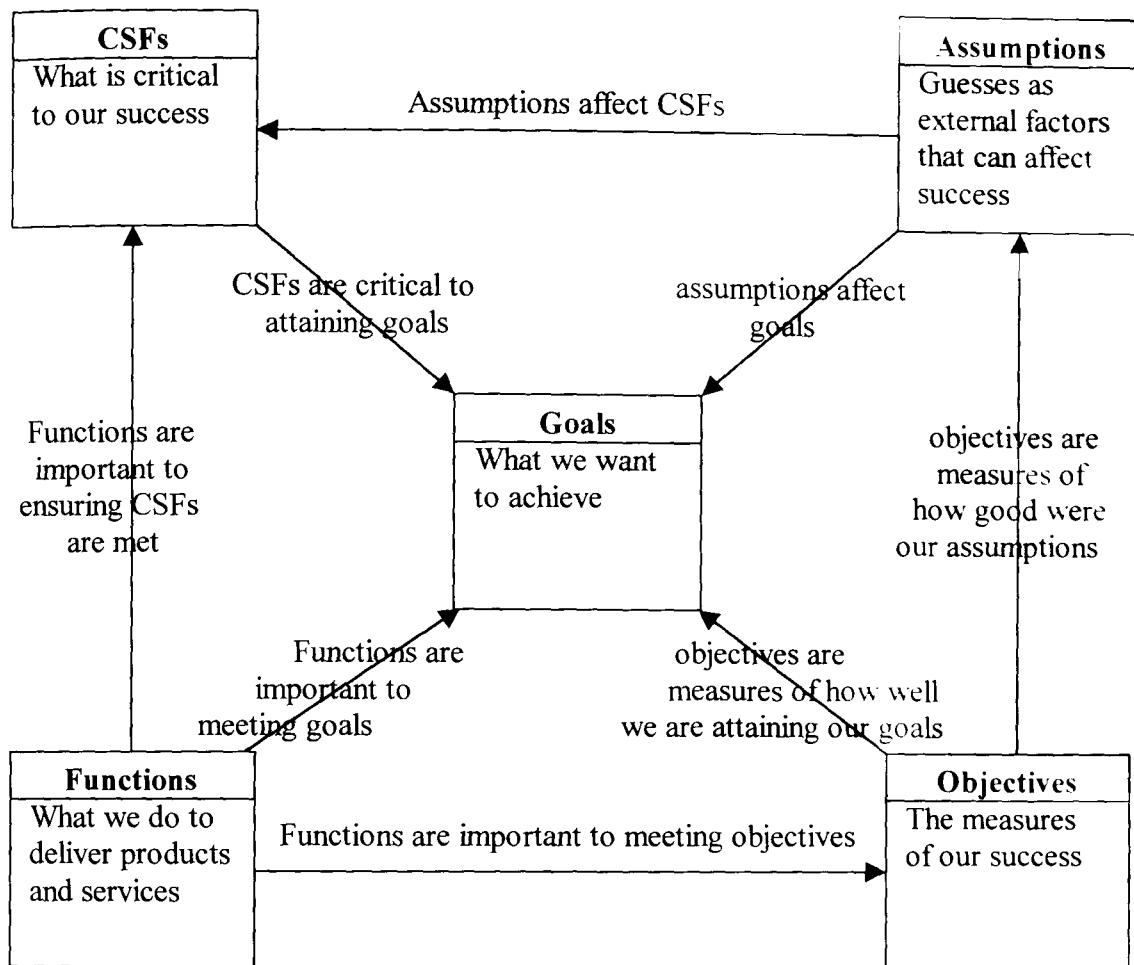 CSFs
What is critical
to our success
Assumptions
Guesses as
external factors
that can affect
success
Assumptions affect CSFs
CSFs are critical to
attaining goals
assumptions affect
goals
Goals
What we want
to achieve
Functions are
important to
ensuring CSFs
are met
objectives are
measures of
how good were
our assumptions
Functions are
important to
meeting goals
objectives are
measures of how well
we are attaining our goals
Functions
What we do to
deliver products
and services
Functions are important to meeting objectives
Objectives
The measures
of our success